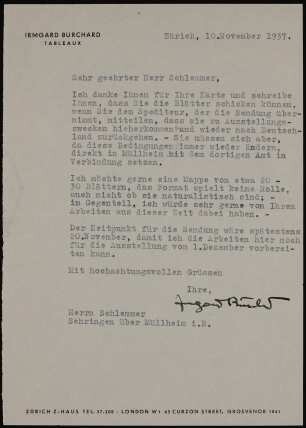 IRMGARD BURCHARD
TABLEAUX
Zürich, 10.November 1937.
Sehr geehrter Herr Schlemmer,
Ich danke Ihnen für Ihre Karte und schreibe
Ihnen, dass Sie die Blätter schicken können,
wenn Sie dem Spediteur, der die Sendung über-
nimmt, mitteilen, dass sie zu Ausstellungs-
zwecken hierherkommen und wieder nach Deutsch-
land zurückgehen. - Sie müssen sich aber,
da diese Bedingungen immer wieder ändern,
direkt in Müllheim mit dem dortigen Amt in
Verbindung setzen.
Ich möchte gerne eine Mappe von etwa 20
- 30 Blättern, das Format spielt keine Rolle,
auch nicht ob sie naturalistisch sind; -
im Gegenteil, ich würde sehr gerne von Ihren
Arbeiten aus dieser Zeit dabei haben. -
Der Zeitpunkt für die Sendung wäre spätestens
20.November, damit ich die Arbeiten hier noch
für die Ausstellung vom 1.Dezember vorberei-
ten kann.
Mit hochachtungsvollen Grüssen
Ihre,
Irmgard Burchard
Herrn Schlemmer
Sehringen über Müllheim i.B.
ZÜRICH: Z-HAUS TEL. 57.200 - LONDON W 1 65 CURZON STREET, GROSVENOR 1961